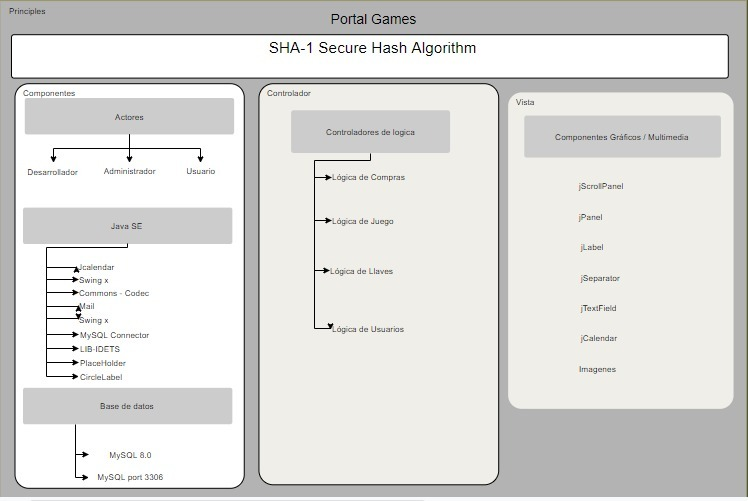 Principles
Portal Games
SHA-1 Secure Hash Algorithm
Componentes
Actores
Desarrollador
Administrador
Usuario
Java SE
Jcalendar
Swing x
Commons - Codec
Mail
Swing x
MySQL Connector
LIB-IDETS
PlaceHolder
CircleLabel
Base de datos
MySQL 8.0
MySQL port 3306
Controlador
Controladores de logica
Lógica de Compras
Lógica de Juego
Lógica de Llaves
Lógica de Usuarios
Vista
Componentes Gráficos / Multimedia
jScrollPanel
jPanel
jLabel
jSeparator
jTextField
jCalendar
Imagenes